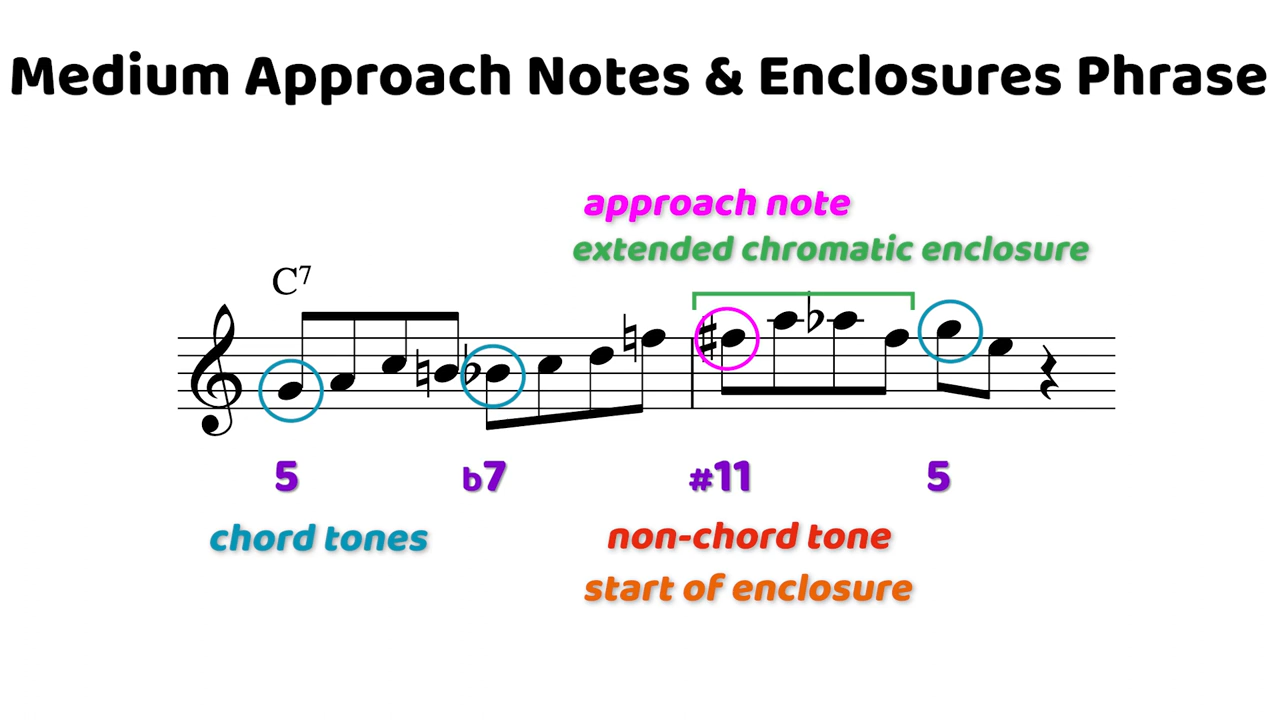 Medium Approach Notes & Enclosures Phrase
approach note
extended chromatic enclosure
C7
5 b7 #11 5
chord tones
non-chord tone
start of enclosure